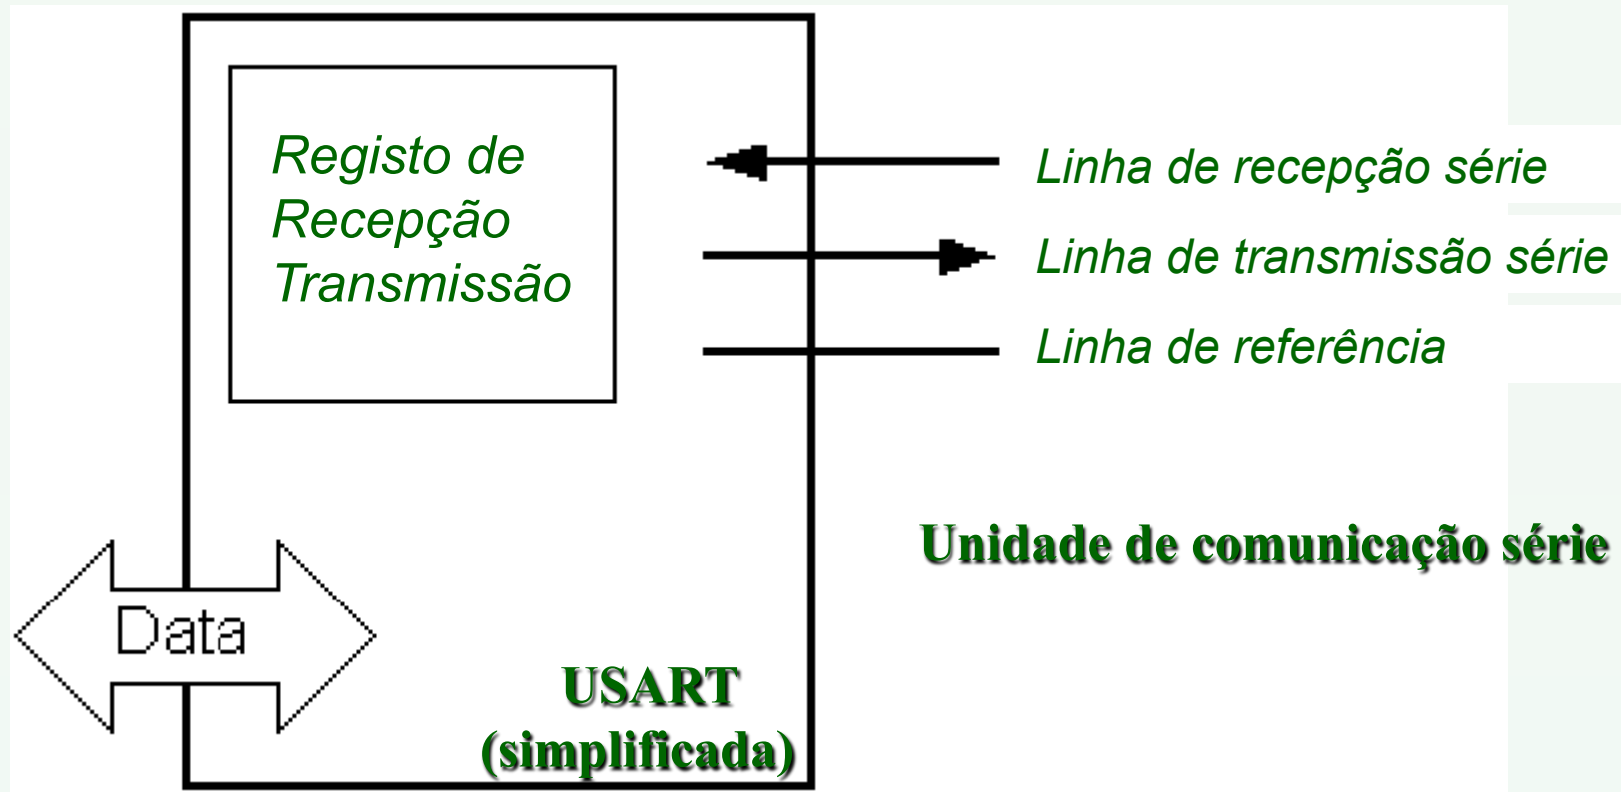 Registo de
Recepção
Transmissão
Linha de recepção série
Linha de transmissão série
Linha de referência
Unidade de comunicação série
Data
USART
(simplificada)